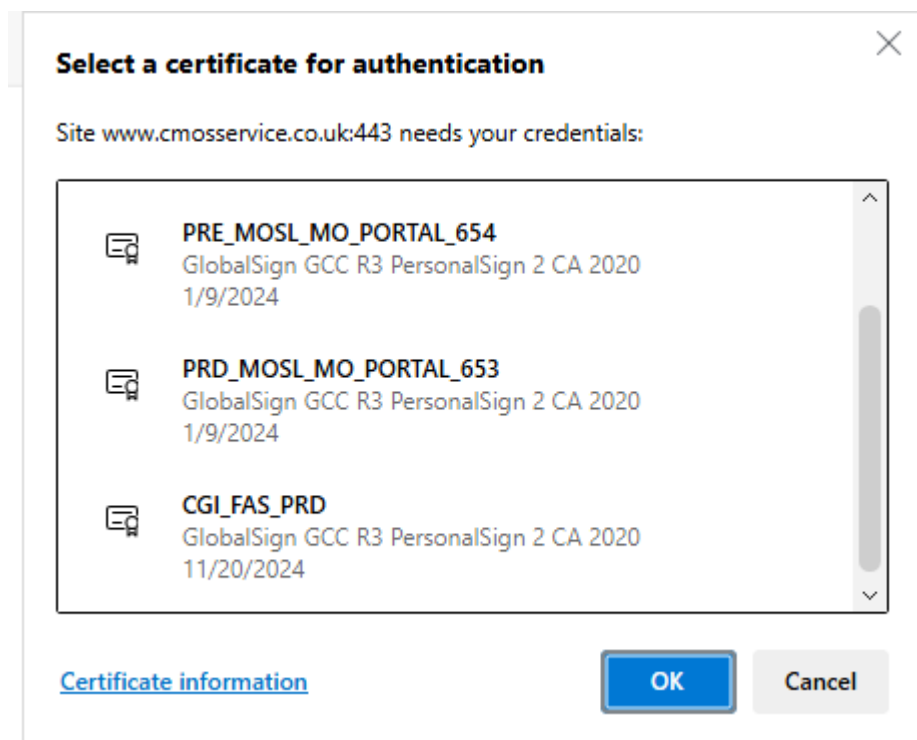 Select a certificate for authentication
Site www.cmosservice.co.uk:443 needs your credentials:
PRE_MOSL_MO_PORTAL_654
GlobalSign GCC R3 PersonalSign 2 CA 2020
1/9/2024
PRD_MOSL_MO_PORTAL_653
GlobalSign GCC R3 PersonalSign 2 CA 2020
1/9/2024
CGI_FAS_PRD
GlobalSign GCC R3 PersonalSign 2 CA 2020
11/20/2024
Certificate information
OK
Cancel